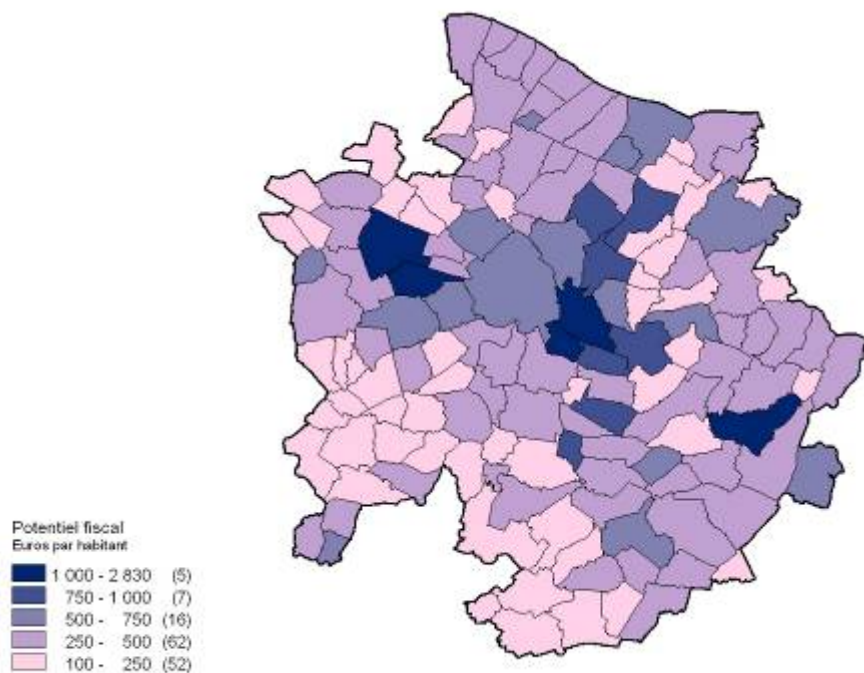 Potentiel fiscal
Euros par habitant
1 000 - 2 830 (5)
750 - 1 000 (7)
500 - 750 (16)
250 - 500 (62)
100 - 250 (52)